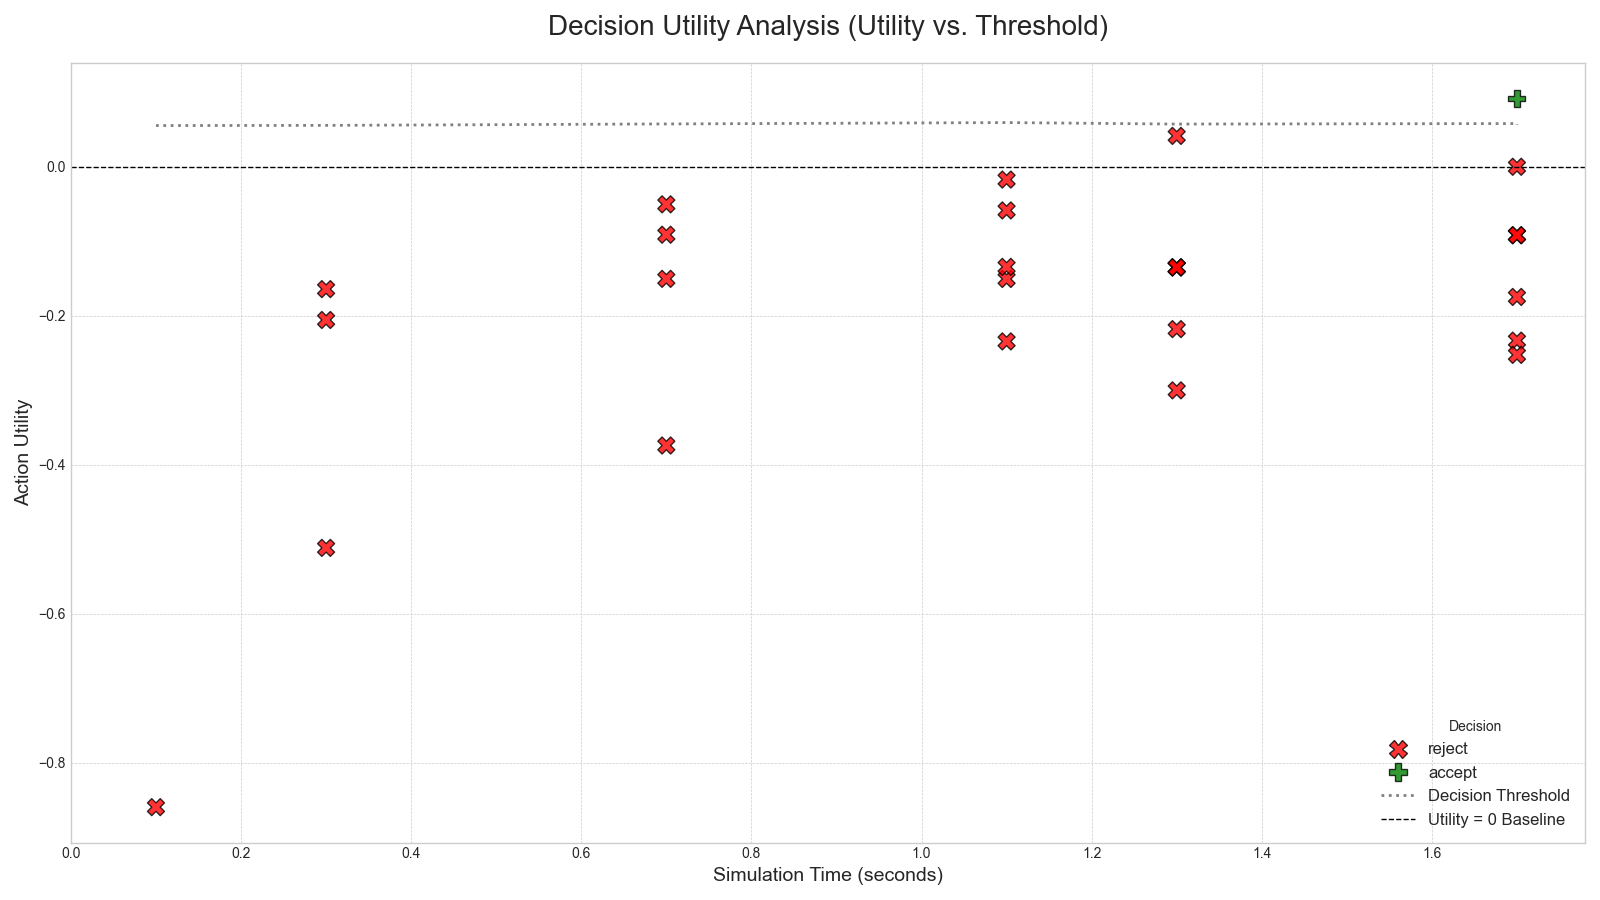 Decision Utility Analysis (Utility vs. Threshold)
Action Utility
0.0
−0.2
−0.4
−0.6
−0.8
Decision
reject
accept
Decision Threshold
Utility = 0 Baseline
0.0 0.2 0.4 0.6 0.8 1.0 1.2 1.4 1.6
Simulation Time (seconds)